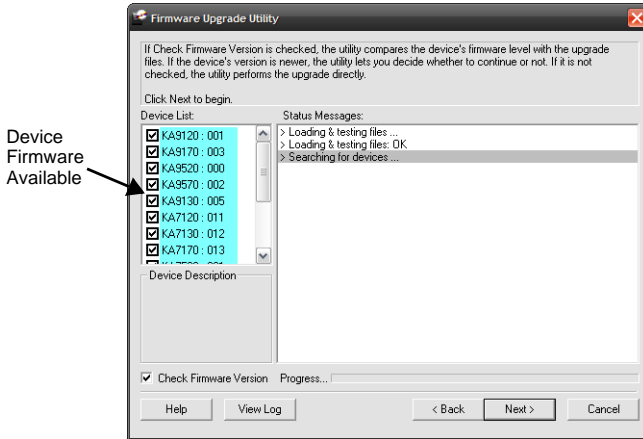 Firmware Upgrade Utility
If Check Firmware Version is checked, the utility compares the device's firmware level with the upgrade
files. If the device's version is newer, the utility lets you decide whether to continue or not. If it is not
checked, the utility performs the upgrade directly.
Click Next to begin.
Device List:
Status Messages:
Device
Firmware
Available
KA9120 : 001
KA9170 : 003
KA9520 : 000
KA9570 : 002
KA9130 : 005
KA7120 : 011
KA7130 : 012
KA7170 : 013
> Loading & testing files ...
> Loading & testing files: OK
> Searching for devices ...
Device Description
Check Firmware Version
Progress...
Help
View Log
< Back
Next >
Cancel